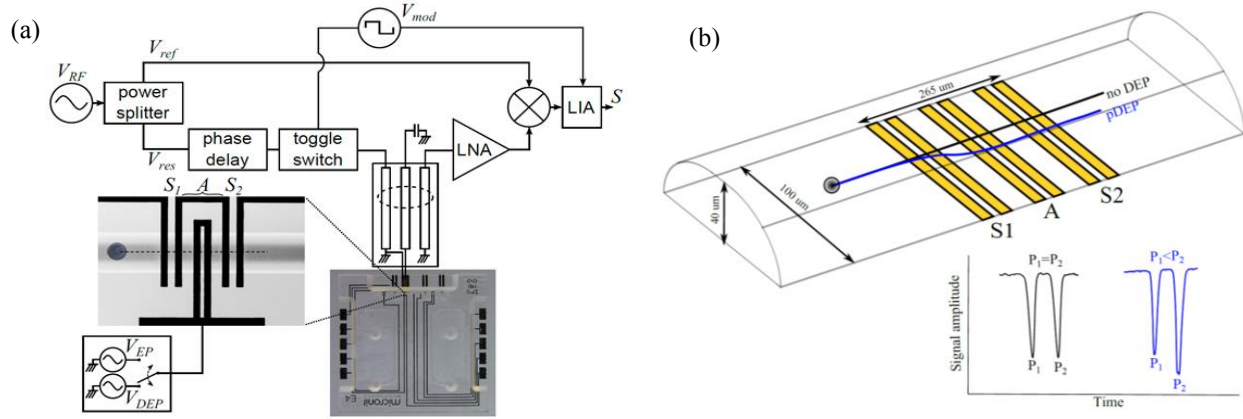 (a)
V_mod
V_ref
V_RF
power
splitter
LIA
S
V_res
phase
delay
toggle
switch
LNA
S_1
A
S_2
V_EP
V_DEP
E4
micronit
(b)
265 um
no DEP
pDEP
100 um
40 um
S1
A
S2
Signal amplitude
P_1=P_2
P_1<P_2
P_1
P_2
P_1
P_2
Time